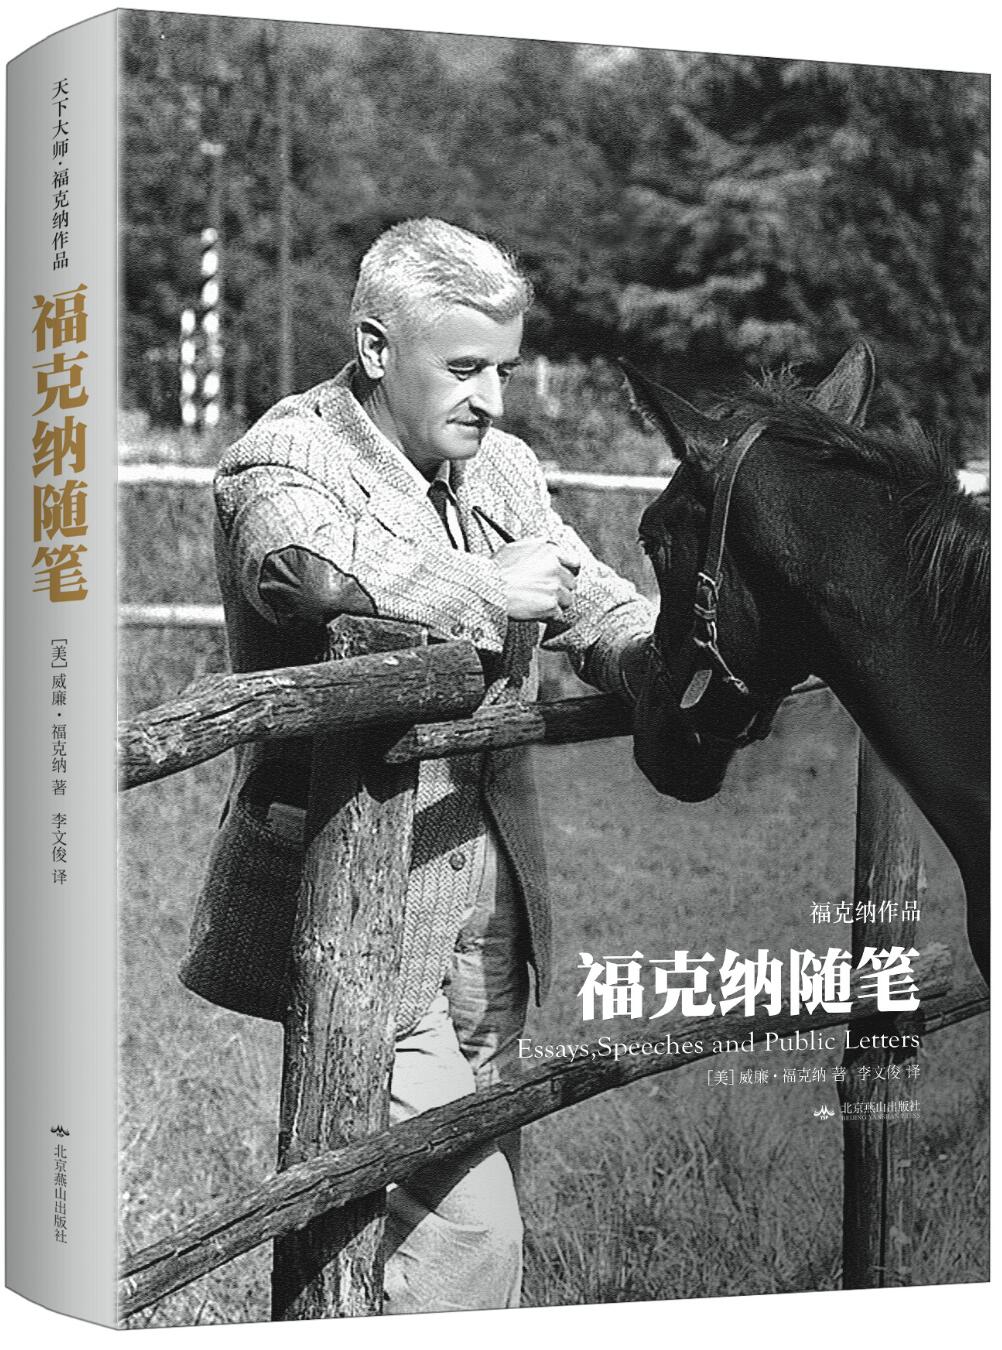 天下大师·福克纳作品
福克纳随笔
[美]威廉·福克纳 著 李文俊 译
北京燕山出版社
福克纳作品
福克纳随笔
Essays,Speeches and Public Letters
[美]威廉·福克纳 著 李文俊 译
北京燕山出版社
BEIJING YANSHAN PRESS